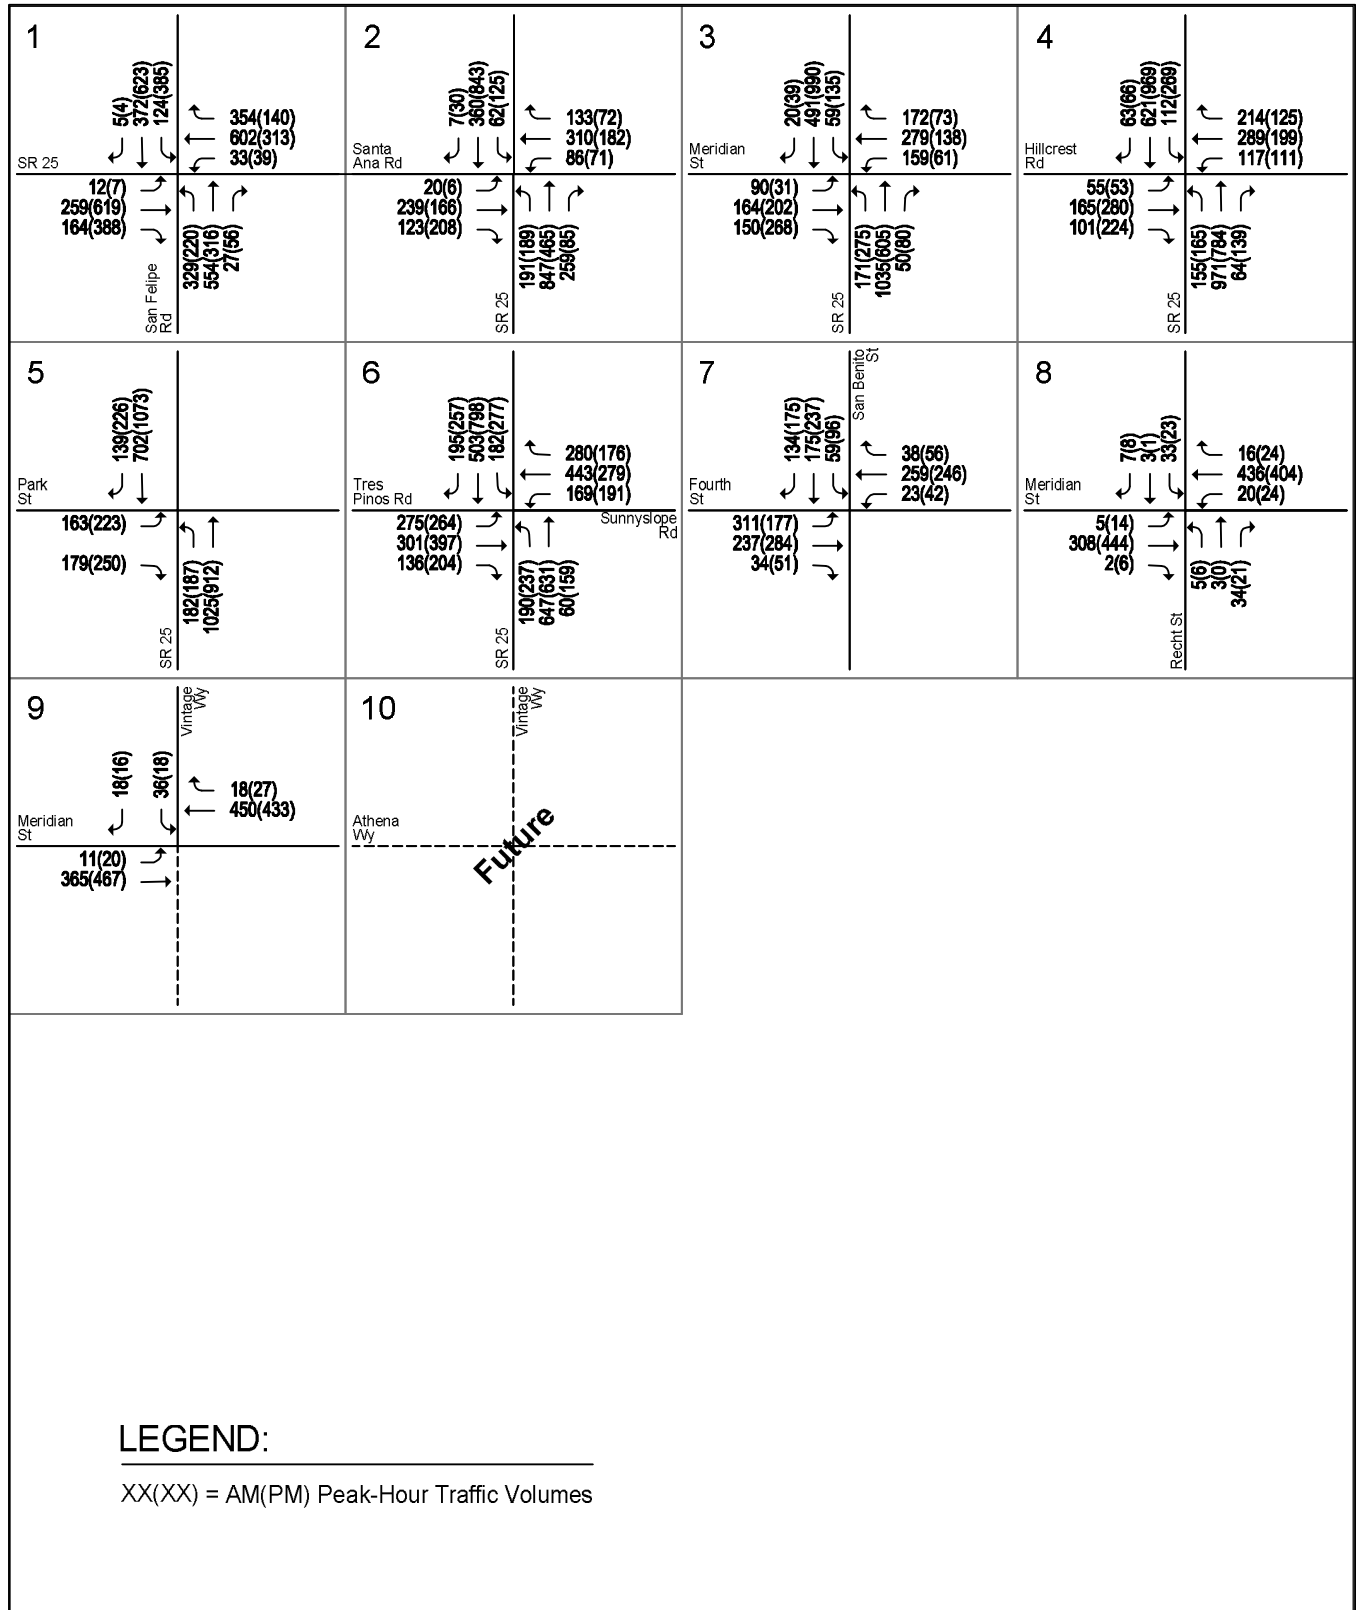 1
5(4)
372(623)
124(385)
354(140)
602(313)
33(39)
SR 25
12(7)
259(619)
164(388)
329(220)
554(316)
27(56)
San Felipe
Rd
2
7(30)
360(843)
62(125)
133(72)
310(182)
86(71)
Santa
Ana Rd
20(6)
239(166)
123(208)
191(189)
847(465)
259(85)
SR 25
3
20(39)
491(990)
59(135)
172(73)
279(138)
159(61)
Meridian
St
90(31)
164(202)
150(268)
171(275)
1035(605)
50(80)
SR 25
4
63(66)
621(969)
112(269)
214(125)
289(199)
117(111)
Hillcrest
Rd
55(53)
165(280)
101(224)
155(165)
971(784)
64(139)
SR 25
5
139(226)
702(1073)
Park
St
163(223)
179(250)
182(187)
1025(912)
SR 25
6
195(257)
503(798)
182(277)
280(176)
443(279)
169(191)
Tres
Pinos Rd
Sunnyslope
Rd
275(264)
301(397)
136(204)
190(237)
647(631)
60(159)
SR 25
7
San Benito
St
134(175)
175(237)
59(96)
38(56)
259(246)
23(42)
Fourth
St
311(177)
237(284)
34(51)
8
7(8)
3(1)
33(23)
16(24)
436(404)
20(24)
Meridian
St
5(14)
308(444)
2(6)
5(6)
3(0)
34(21)
Recht St
9
Vintage
Wy
18(16)
36(18)
18(27)
450(433)
Meridian
St
11(20)
365(467)
10
Vintage
Wy
Athena
Wy
Future
LEGEND:
XX(XX) = AM(PM) Peak-Hour Traffic Volumes